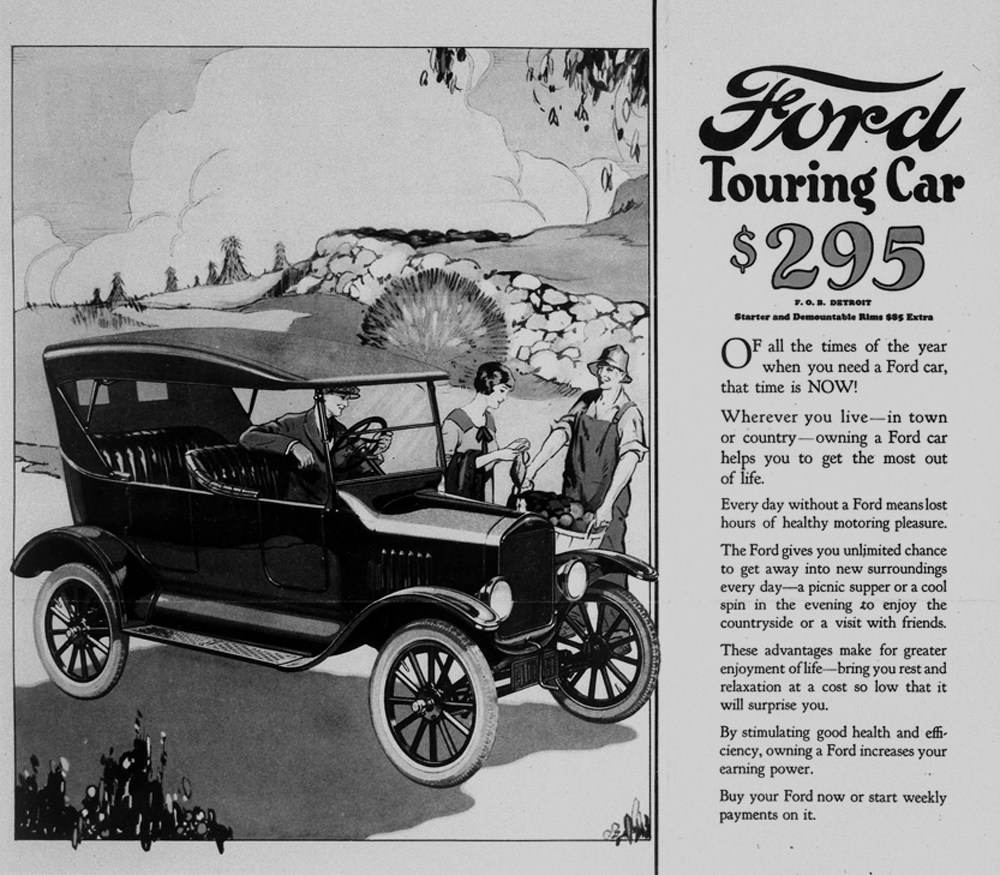 Ford
Touring Car
$295
F. O. B. DETROIT
Starter and Demountable Rims $85 Extra
OF all the times of the year
when you need a Ford car,
that time is NOW!
Wherever you live—in town
or country—owning a Ford car
helps you to get the most out
of life.
Every day without a Ford means lost
hours of healthy motoring pleasure.
The Ford gives you unlimited chance
to get away into new surroundings
every day—a picnic supper or a cool
spin in the evening to enjoy the
countryside or a visit with friends.
These advantages make for greater
enjoyment of life—bring you rest and
relaxation at a cost so low that it
will surprise you.
By stimulating good health and effi-
ciency, owning a Ford increases your
earning power.
Buy your Ford now or start weekly
payments on it.